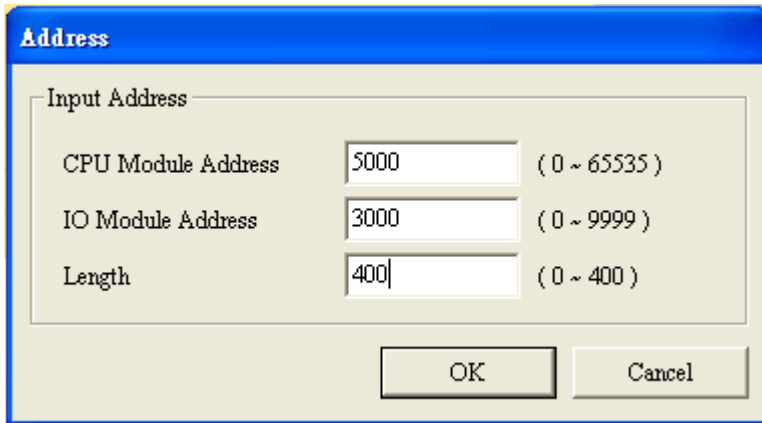 Address
Input Address
CPU Module Address 5000 ( 0 ~ 65535 )
IO Module Address 3000 ( 0 ~ 9999 )
Length 400 ( 0 ~ 400 )
OK Cancel